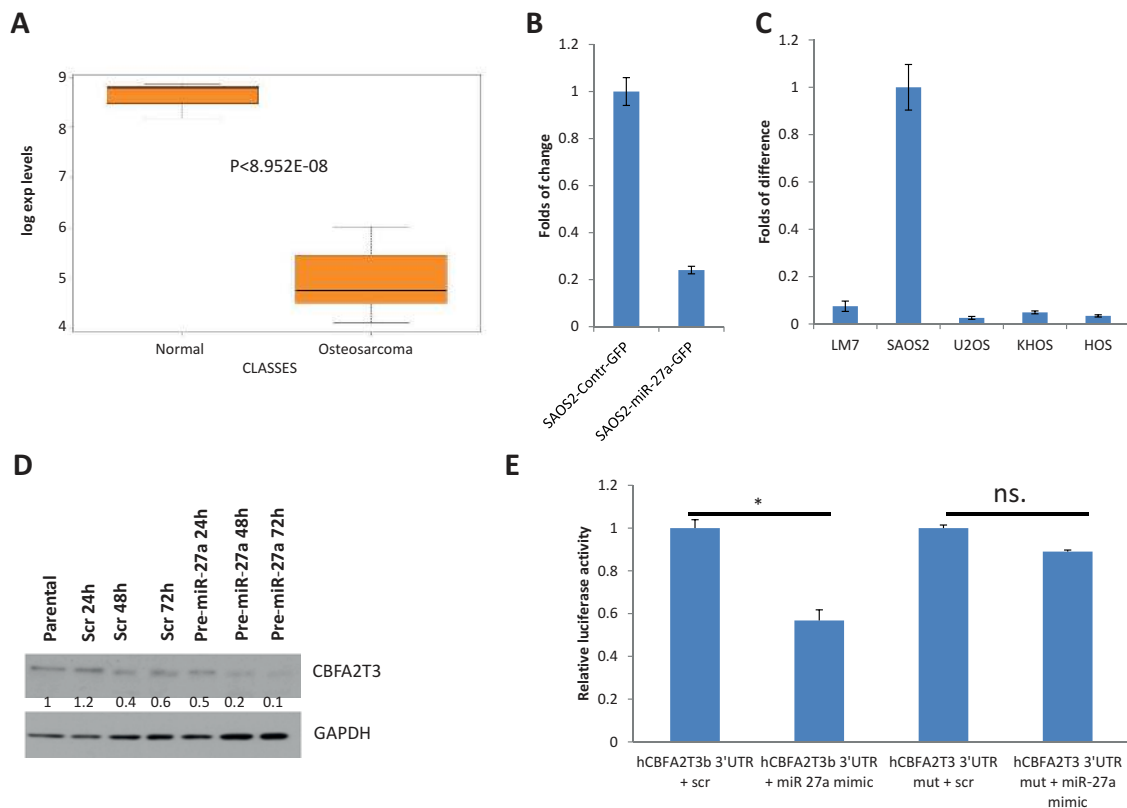 A
log exp levels
9
8
7
6
5
4
P<8.952E-08
Normal
Osteosarcoma
CLASSES
B
Folds of change
1.2
1
0.8
0.6
0.4
0.2
0
SAOS2-Contr-GFP
SAOS2-miR-27a-GFP
C
Folds of difference
1.2
1
0.8
0.6
0.4
0.2
0
LM7
SAOS2
U2OS
KHOS
HOS
D
Parental
Scr 24h
Scr 48h
Scr 72h
Pre-miR-27a 24h
Pre-miR-27a 48h
Pre-miR-27a 72h
CBFA2T3
1 1.2 0.4 0.6 0.5 0.2 0.1
GAPDH
E
Relative luciferase activity
1.2
1
0.8
0.6
0.4
0.2
0
*
ns.
hCBFA2T3b 3'UTR
+ scr
hCBFA2T3b 3'UTR
+ miR 27a mimic
hCBFA2T3 3'UTR
mut + scr
hCBFA2T3 3'UTR
mut + miR-27a
mimic